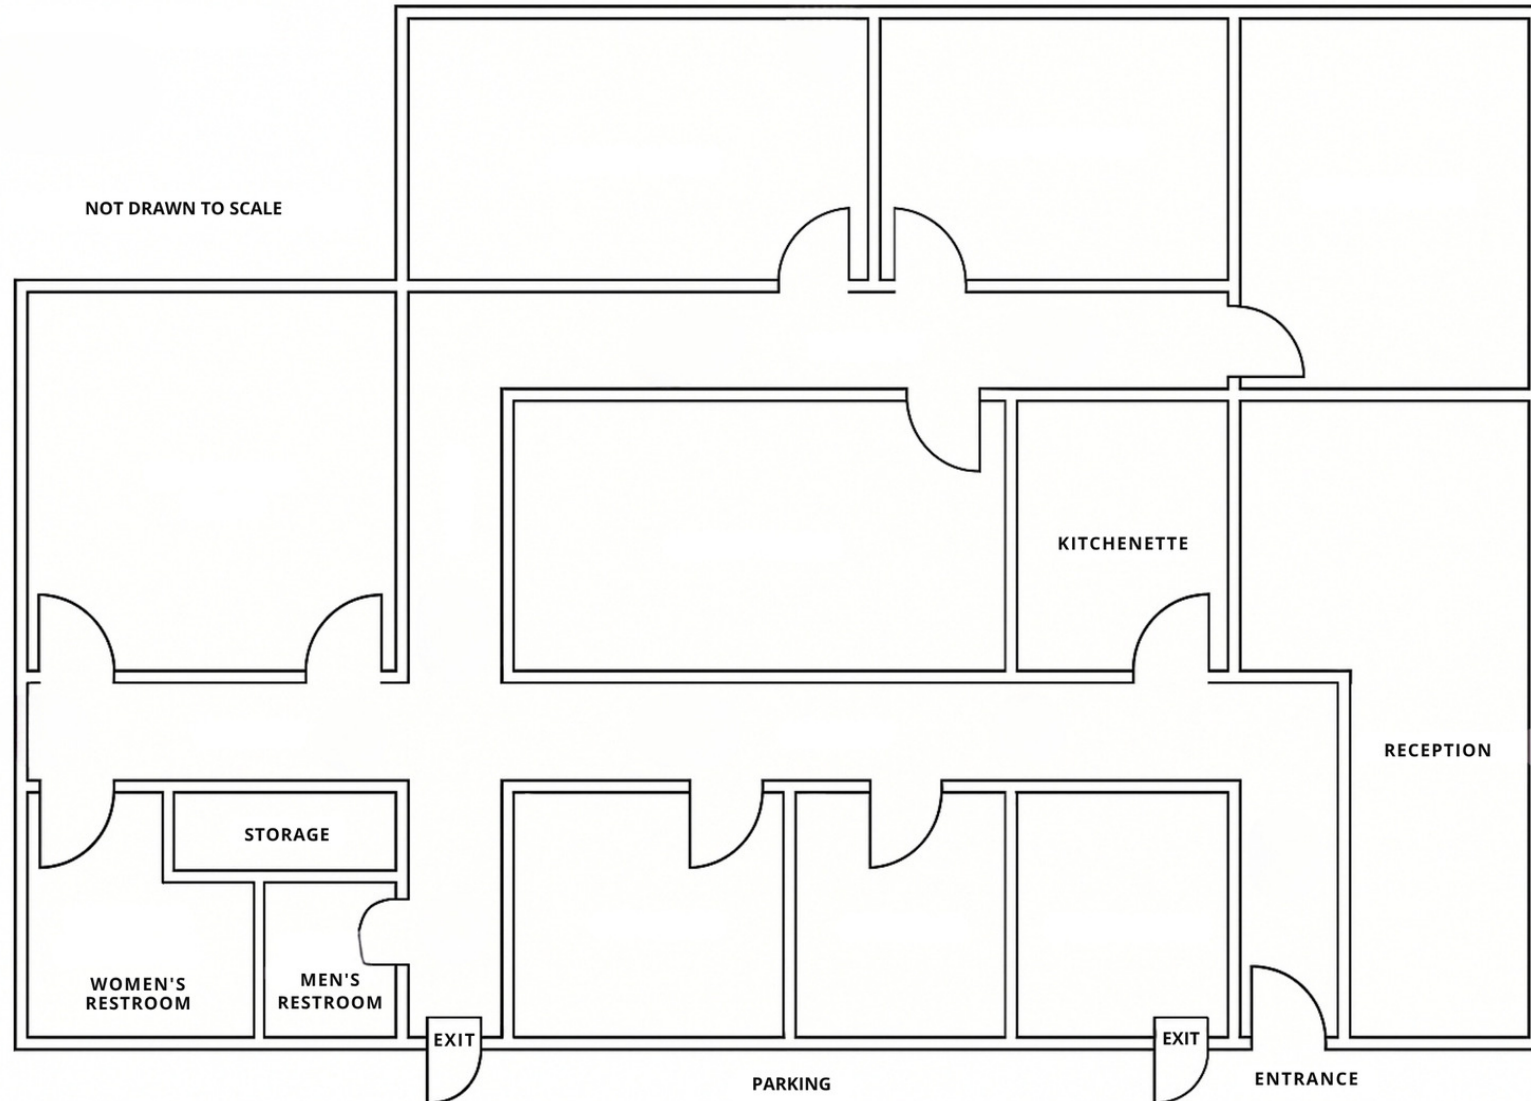 NOT DRAWN TO SCALE
KITCHENETTE
RECEPTION
STORAGE
WOMEN'S
RESTROOM
MEN'S
RESTROOM
EXIT
EXIT
PARKING
ENTRANCE